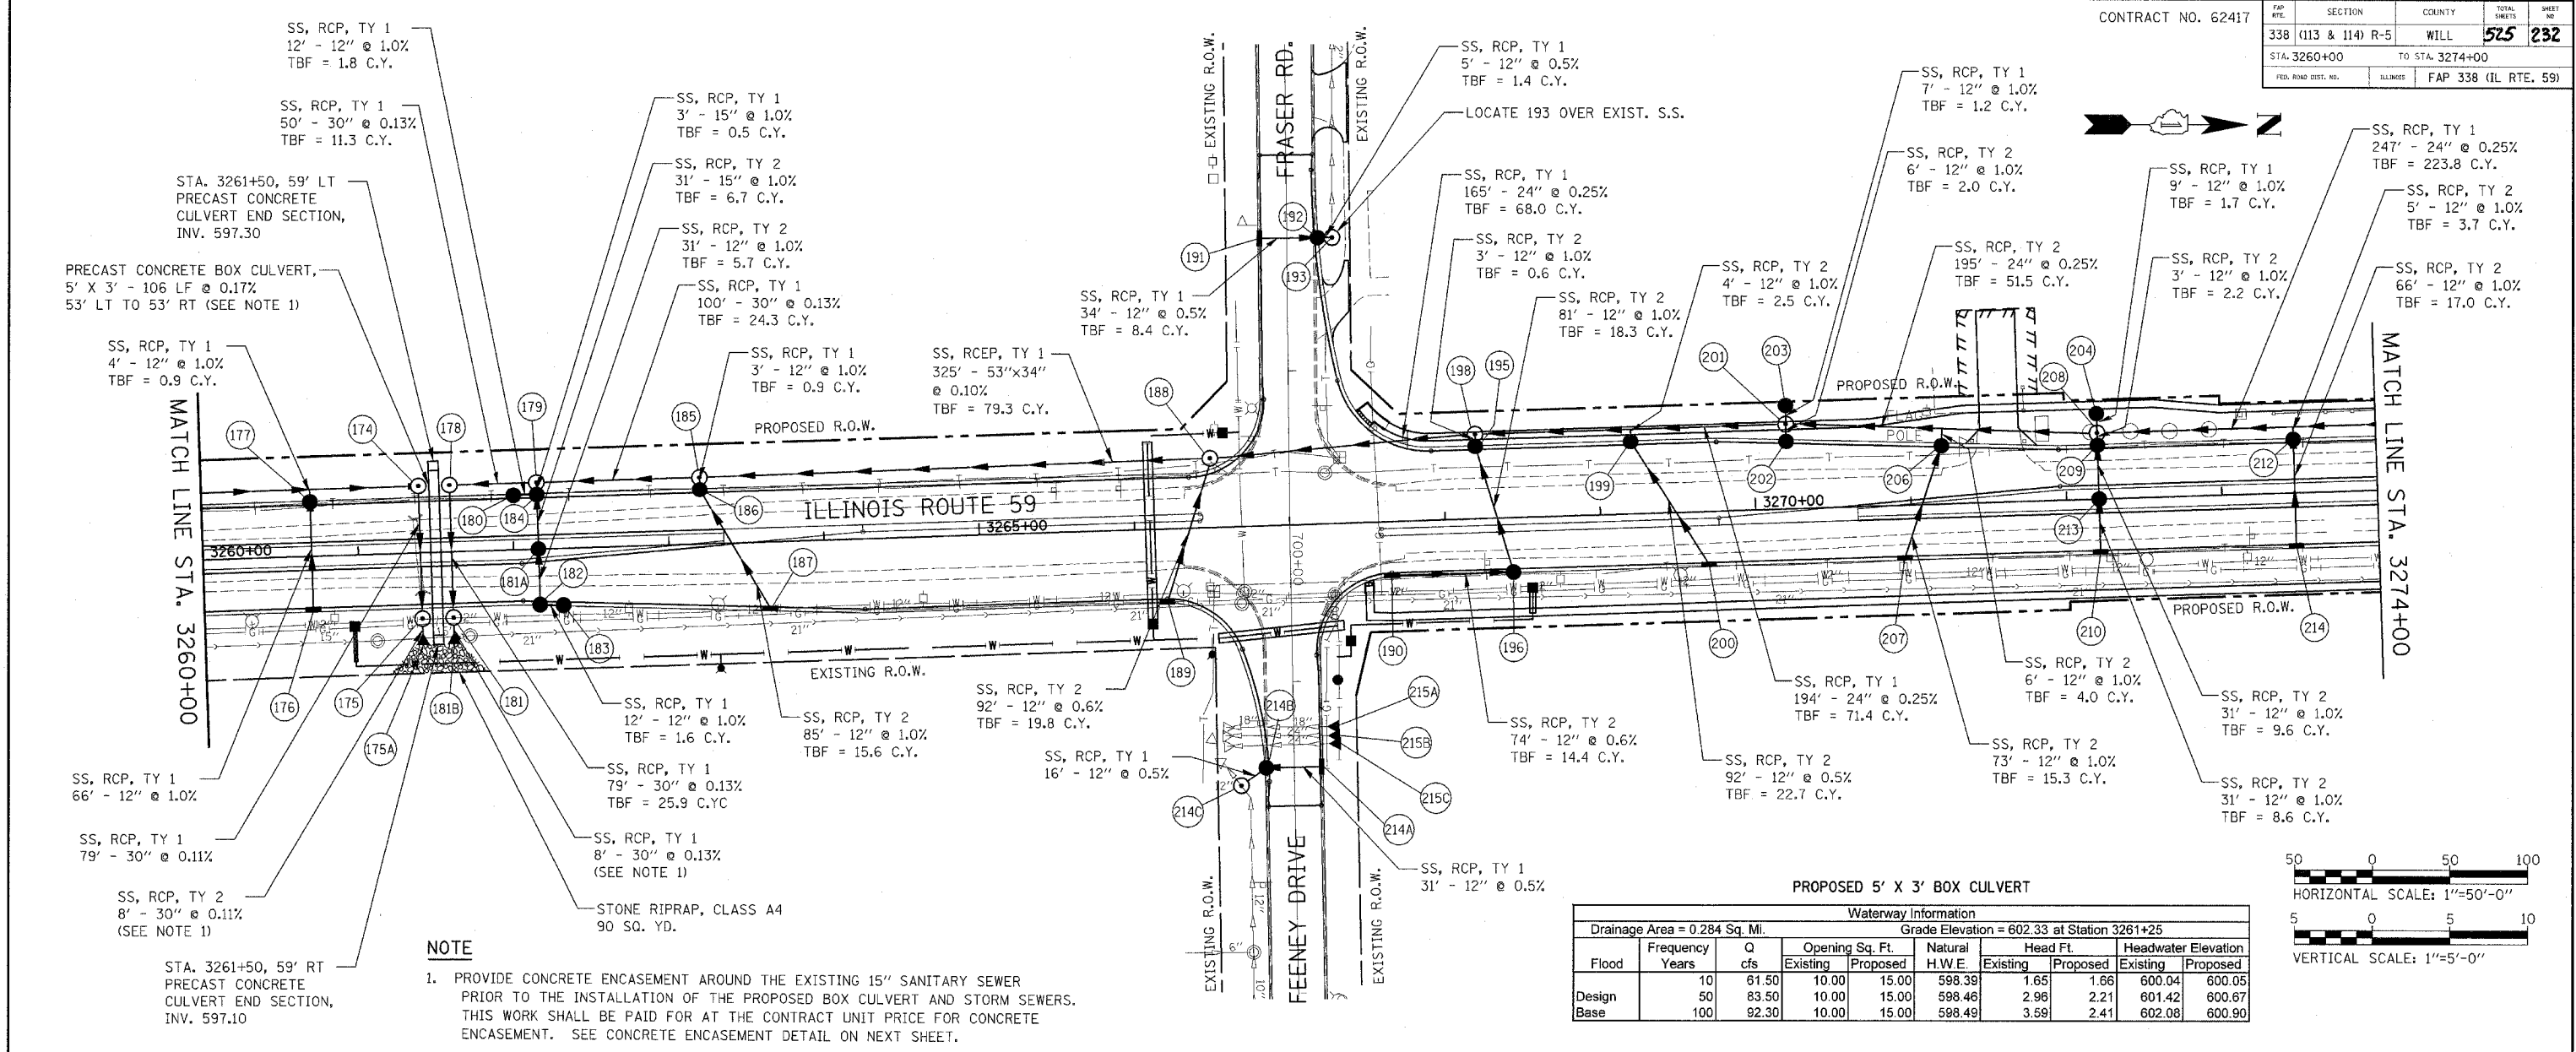 CONTRACT NO. 62417
FAP RTE. SECTION COUNTY TOTAL SHEETS SHEET NO
338 (113 & 114) R-5 WILL 525 232
STA. 3260+00 TO STA. 3274+00
FED. ROAD DIST. NO. ILLINOIS FAP 338 (IL RTE. 59)
SS, RCP, TY 1
12' - 12" @ 1.0%
TBF = 1.8 C.Y.
SS, RCP, TY 1
50' - 30" @ 0.13%
TBF = 11.3 C.Y.
STA. 3261+50, 59' LT
PRECAST CONCRETE
CULVERT END SECTION,
INV. 597.30
PRECAST CONCRETE BOX CULVERT,
5' X 3' - 106 LF @ 0.17%
53' LT TO 53' RT (SEE NOTE 1)
SS, RCP, TY 1
4' - 12" @ 1.0%
TBF = 0.9 C.Y.
SS, RCP, TY 1
3' - 15" @ 1.0%
TBF = 0.5 C.Y.
SS, RCP, TY 2
31' - 15" @ 1.0%
TBF = 6.7 C.Y.
SS, RCP, TY 2
31' - 12" @ 1.0%
TBF = 5.7 C.Y.
SS, RCP, TY 1
100' - 30" @ 0.13%
TBF = 24.3 C.Y.
SS, RCP, TY 1
3' - 12" @ 1.0%
TBF = 0.9 C.Y.
SS, RCEP, TY 1
325' - 53"x34"
@ 0.10%
TBF = 79.3 C.Y.
SS, RCP, TY 1
34' - 12" @ 0.5%
TBF = 8.4 C.Y.
EXISTING R.O.W.
FRASER RD.
EXISTING R.O.W.
SS, RCP, TY 1
5' - 12" @ 0.5%
TBF = 1.4 C.Y.
LOCATE 193 OVER EXIST. S.S.
SS, RCP, TY 1
165' - 24" @ 0.25%
TBF = 68.0 C.Y.
SS, RCP, TY 2
3' - 12" @ 1.0%
TBF = 0.6 C.Y.
SS, RCP, TY 2
81' - 12" @ 1.0%
TBF = 18.3 C.Y.
SS, RCP, TY 2
4' - 12" @ 1.0%
TBF = 2.5 C.Y.
SS, RCP, TY 1
7' - 12" @ 1.0%
TBF = 1.2 C.Y.
SS, RCP, TY 2
6' - 12" @ 1.0%
TBF = 2.0 C.Y.
SS, RCP, TY 2
195' - 24" @ 0.25%
TBF = 51.5 C.Y.
SS, RCP, TY 1
9' - 12" @ 1.0%
TBF = 1.7 C.Y.
SS, RCP, TY 2
3' - 12" @ 1.0%
TBF = 2.2 C.Y.
SS, RCP, TY 1
247' - 24" @ 0.25%
TBF = 223.8 C.Y.
SS, RCP, TY 2
5' - 12" @ 1.0%
TBF = 3.7 C.Y.
SS, RCP, TY 2
66' - 12" @ 1.0%
TBF = 17.0 C.Y.
Z
MATCH LINE STA. 3260+00
MATCH LINE STA. 3274+00
PROPOSED R.O.W.
PROPOSED R.O.W.
FLAG
POLE
177
174
178
179
185
188
191
192
193
198
195
201
203
208
204
180
184
186
199
202
206
209
212
ILLINOIS ROUTE 59
3260+00
3265+00
3270+00
700+00
181A
182
187
213
183
189
190
196
200
207
210
214
176
175
181B
181
175A
EXISTING R.O.W.
PROPOSED R.O.W.
214B
215A
215B
215C
214C
214A
SS, RCP, TY 1
66' - 12" @ 1.0%
SS, RCP, TY 1
79' - 30" @ 0.11%
SS, RCP, TY 2
8' - 30" @ 0.11%
(SEE NOTE 1)
STA. 3261+50, 59' RT
PRECAST CONCRETE
CULVERT END SECTION,
INV. 597.10
SS, RCP, TY 1
12' - 12" @ 1.0%
TBF = 1.6 C.Y.
SS, RCP, TY 1
79' - 30" @ 0.13%
TBF = 25.9 C.YC
SS, RCP, TY 1
8' - 30" @ 0.13%
(SEE NOTE 1)
STONE RIPRAP, CLASS A4
90 SQ. YD.
SS, RCP, TY 2
85' - 12" @ 1.0%
TBF = 15.6 C.Y.
SS, RCP, TY 2
92' - 12" @ 0.6%
TBF = 19.8 C.Y.
SS, RCP, TY 1
16' - 12" @ 0.5%
SS, RCP, TY 2
74' - 12" @ 0.6%
TBF = 14.4 C.Y.
SS, RCP, TY 1
31' - 12" @ 0.5%
SS, RCP, TY 1
194' - 24" @ 0.25%
TBF = 71.4 C.Y.
SS, RCP, TY 2
92' - 12" @ 0.5%
TBF = 22.7 C.Y.
SS, RCP, TY 2
6' - 12" @ 1.0%
TBF = 4.0 C.Y.
SS, RCP, TY 2
73' - 12" @ 1.0%
TBF = 15.3 C.Y.
SS, RCP, TY 2
31' - 12" @ 1.0%
TBF = 9.6 C.Y.
SS, RCP, TY 2
31' - 12" @ 1.0%
TBF = 8.6 C.Y.
EXISTING R.O.W.
FEENEY DRIVE
EXISTING R.O.W.
NOTE
1. PROVIDE CONCRETE ENCASEMENT AROUND THE EXISTING 15" SANITARY SEWER
PRIOR TO THE INSTALLATION OF THE PROPOSED BOX CULVERT AND STORM SEWERS.
THIS WORK SHALL BE PAID FOR AT THE CONTRACT UNIT PRICE FOR CONCRETE
ENCASEMENT. SEE CONCRETE ENCASEMENT DETAIL ON NEXT SHEET.
PROPOSED 5' X 3' BOX CULVERT
Waterway Information
Drainage Area = 0.284 Sq. Mi. Grade Elevation = 602.33 at Station 3261+25
Flood Frequency Years Q cfs Opening Sq. Ft. Natural H.W.E. Head Ft. Headwater Elevation
Existing Proposed Existing Proposed Existing Proposed
10 61.50 10.00 15.00 598.39 1.65 1.66 600.04 600.05
Design 50 83.50 10.00 15.00 598.46 2.96 2.21 601.42 600.67
Base 100 92.30 10.00 15.00 598.49 3.59 2.41 602.08 600.90
50 0 50 100
HORIZONTAL SCALE: 1"=50'-0"
5 0 5 10
VERTICAL SCALE: 1"=5'-0"